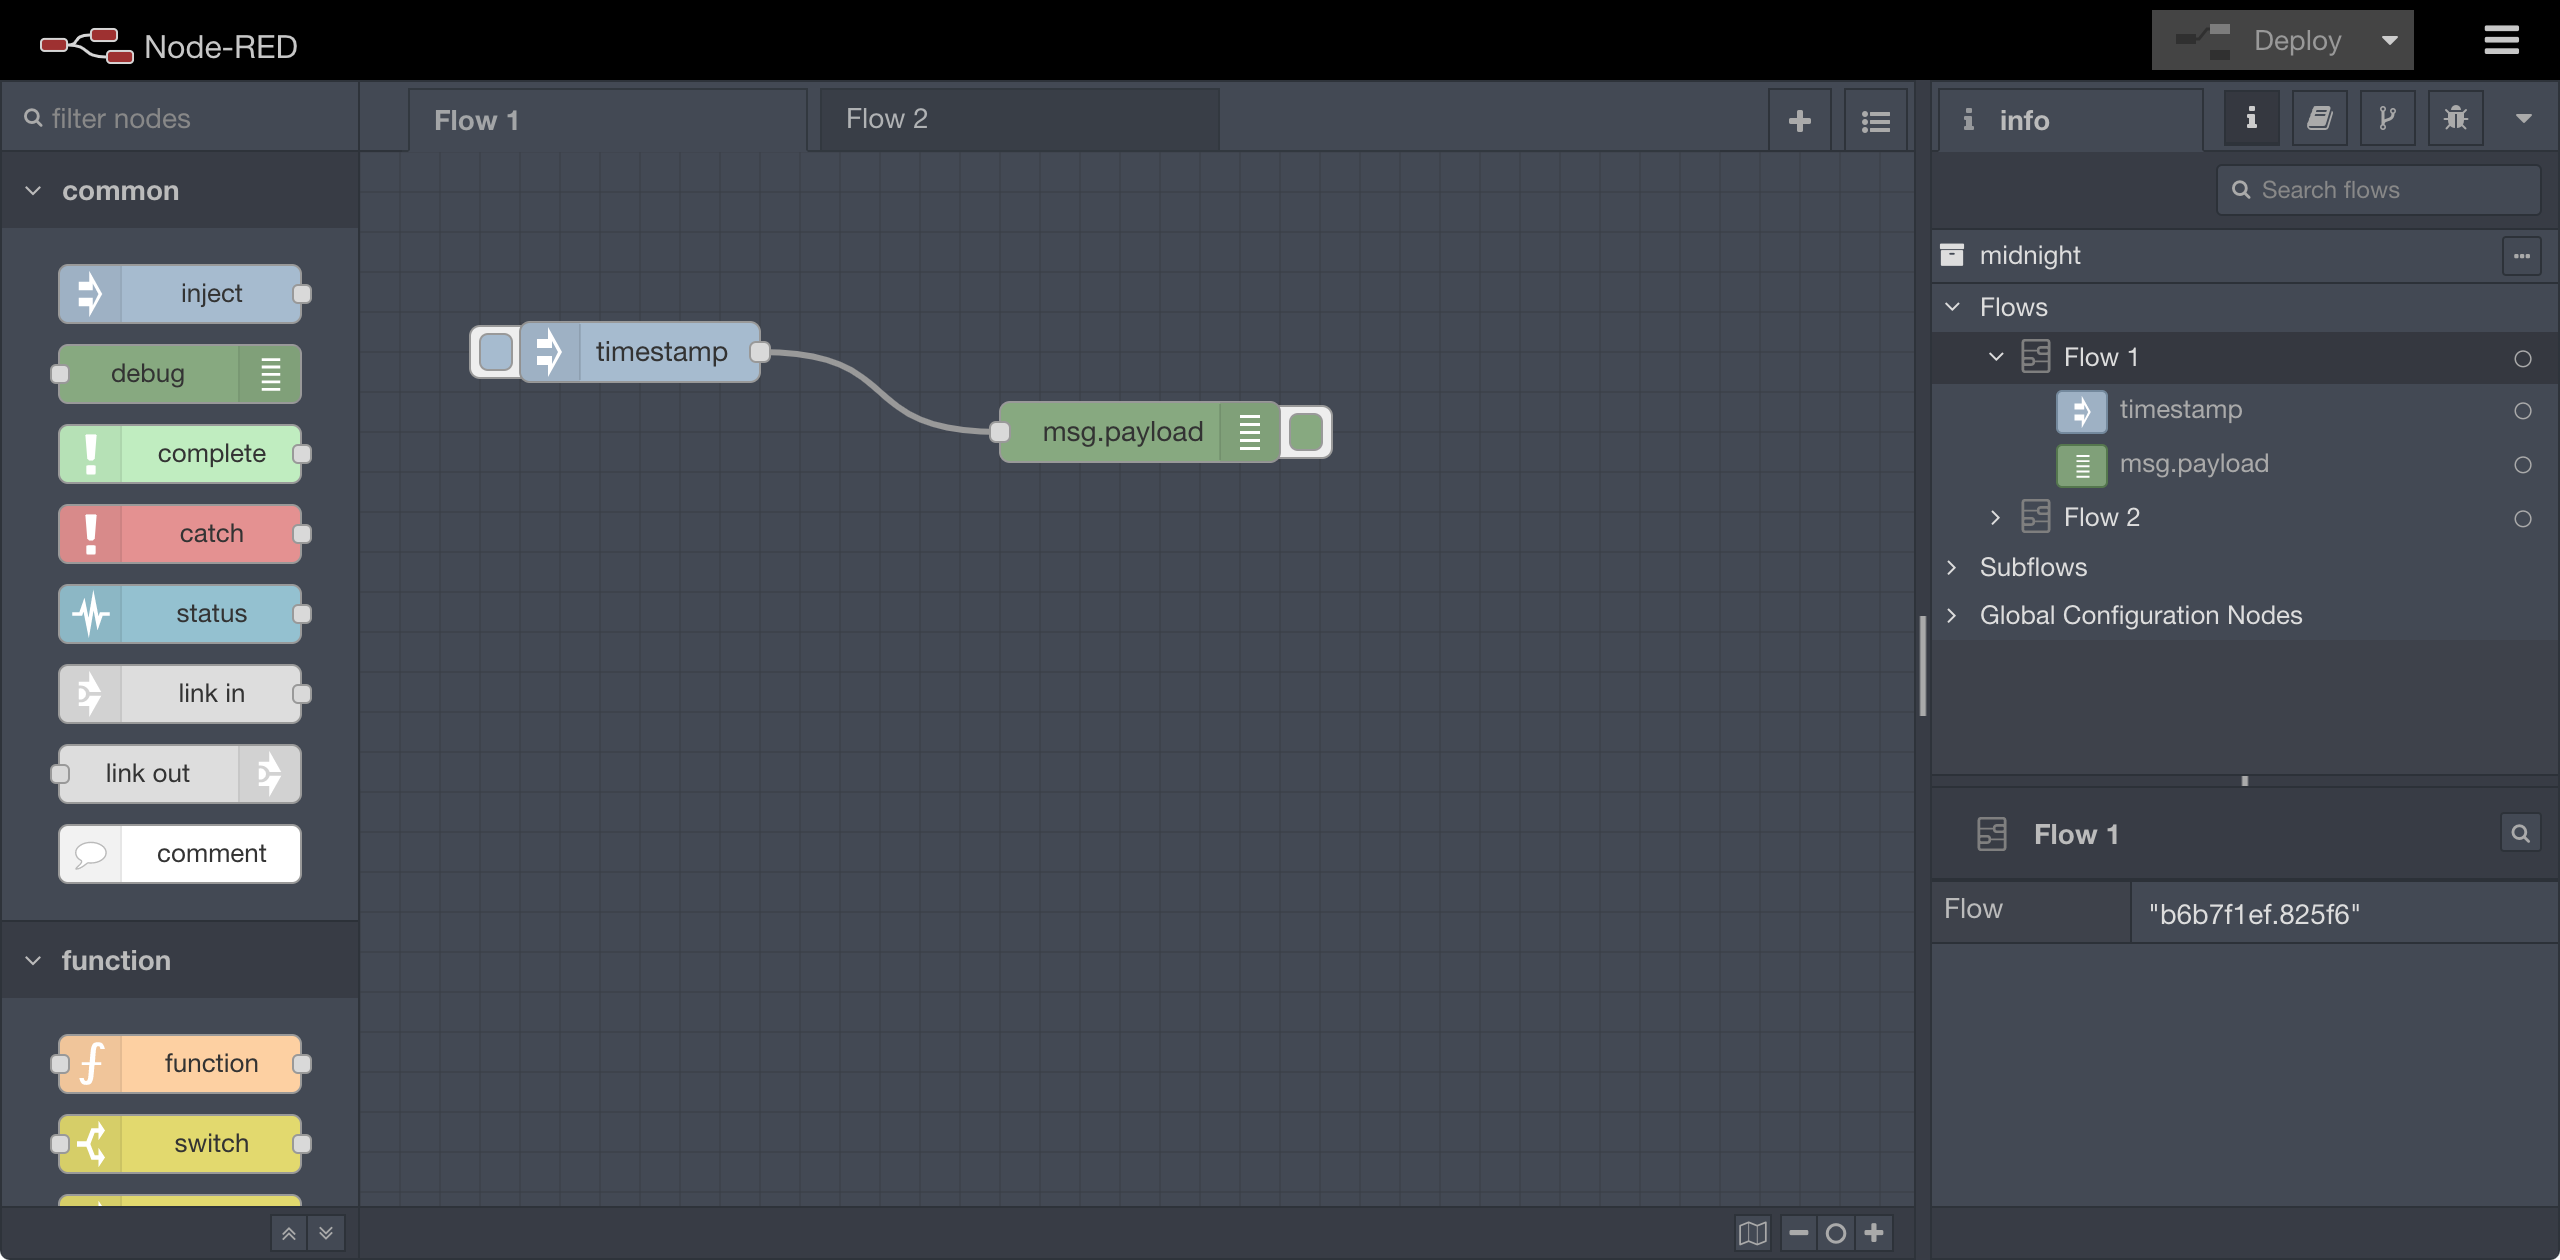 Node-RED
Deploy
filter nodes
Flow 1
Flow 2
info
common
inject
debug
complete
catch
status
link in
link out
comment
function
function
switch
timestamp
msg.payload
Search flows
midnight
Flows
Flow 1
timestamp
msg.payload
Flow 2
Subflows
Global Configuration Nodes
Flow 1
Flow "b6b7f1ef.825f6"